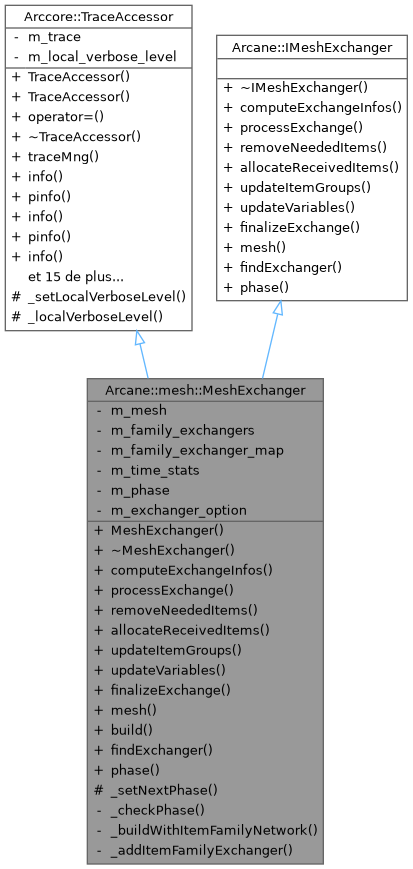 Arccore::TraceAccessor
- m_trace
- m_local_verbose_level
+ TraceAccessor()
+ TraceAccessor()
+ operator=()
+ ~TraceAccessor()
+ traceMng()
+ info()
+ pinfo()
+ info()
+ pinfo()
+ info()
et 15 de plus...
# _setLocalVerboseLevel()
# _localVerboseLevel()
Arcane::IMeshExchanger
+ ~IMeshExchanger()
+ computeExchangeInfos()
+ processExchange()
+ removeNeededItems()
+ allocateReceivedItems()
+ updateItemGroups()
+ updateVariables()
+ finalizeExchange()
+ mesh()
+ findExchanger()
+ phase()
Arcane::mesh::MeshExchanger
- m_mesh
- m_family_exchangers
- m_family_exchanger_map
- m_time_stats
- m_phase
- m_exchanger_option
+ MeshExchanger()
+ ~MeshExchanger()
+ computeExchangeInfos()
+ processExchange()
+ removeNeededItems()
+ allocateReceivedItems()
+ updateItemGroups()
+ updateVariables()
+ finalizeExchange()
+ mesh()
+ build()
+ findExchanger()
+ phase()
# _setNextPhase()
- _checkPhase()
- _buildWithItemFamilyNetwork()
- _addItemFamilyExchanger()